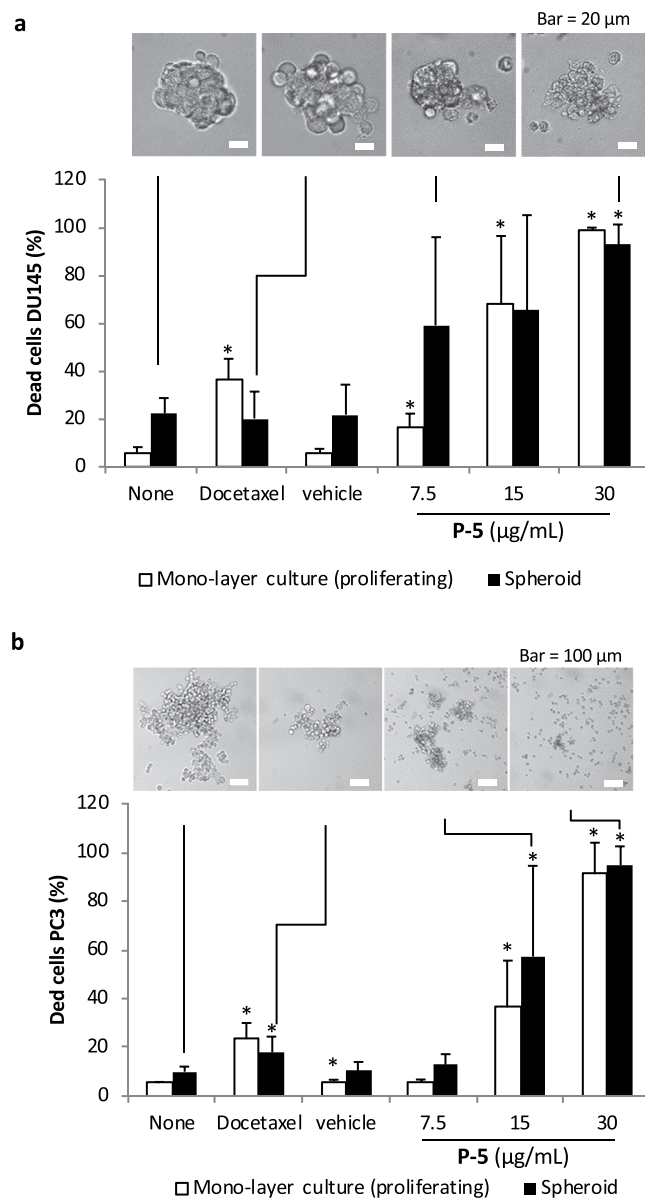 a
Bar = 20 µm
120
100
80
60
40
20
0
Dead cells DU145 (%)
*
*
*
*
*
None Docetaxel vehicle 7.5 15 30
P-5 (µg/mL)
Mono-layer culture (proliferating) Spheroid
b
Bar = 100 µm
120
100
80
60
40
20
0
Ded cells PC3 (%)
*
*
*
*
*
*
*
None Docetaxel vehicle 7.5 15 30
P-5 (µg/mL)
Mono-layer culture (proliferating) Spheroid